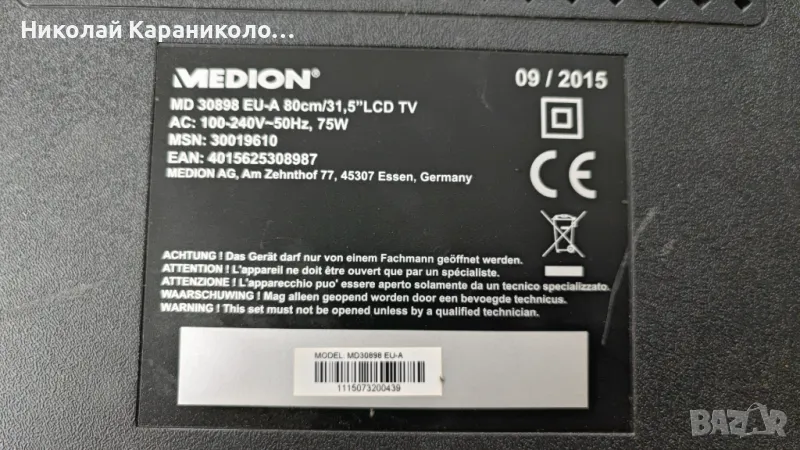 Николай Караниколо...
MEDION®
09 / 2015
MD 30898 EU-A 80cm/31,5”LCD TV
AC: 100-240V~50Hz, 75W
MSN: 30019610
EAN: 4015625308987
MEDION AG, Am Zehnthof 77, 45307 Essen, Germany
CE
ACHTUNG ! Das Gerät darf nur von einem Fachmann geöffnet werden.
ATTENTION ! L'appareil ne doit être ouvert que par un spécialiste.
ATTENZIONE ! L'apparecchio puo' essere aperto solamente da un tecnico specializzato.
WAARSCHUWING ! Mag alleen geopend worden door een bevoegde technicus.
WARNING ! This set must not be opened unless by a qualified technician.
MODEL: MD30898 EU-A
1115073200439
BAZAR